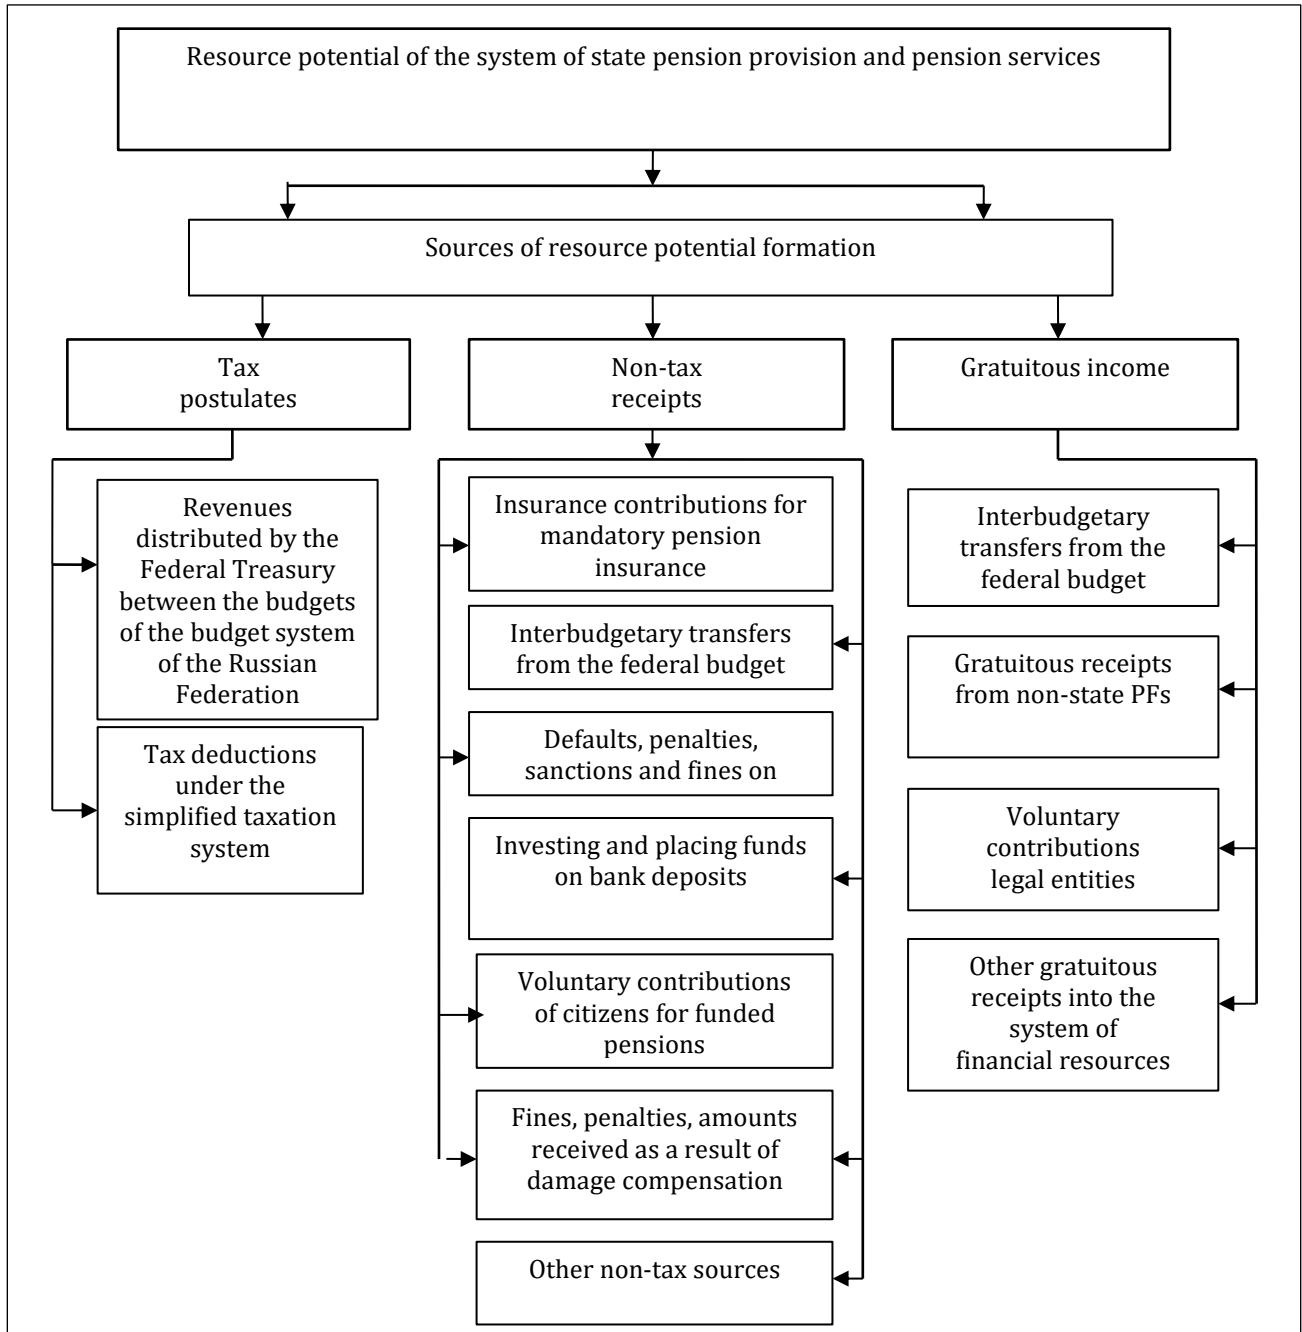 Resource potential of the system of state pension provision and pension services
Sources of resource potential formation
Tax
postulates
Non-tax
receipts
Gratuitous income
Revenues
distributed by the
Federal Treasury
between the budgets
of the budget system
of the Russian
Federation
Tax deductions
under the
simplified taxation
system
Insurance contributions for
mandatory pension
insurance
Interbudgetary transfers
from the federal budget
Defaults, penalties,
sanctions and fines on
Investing and placing funds
on bank deposits
Voluntary contributions
of citizens for funded
pensions
Fines, penalties, amounts
received as a result of
damage compensation
Other non-tax sources
Interbudgetary
transfers from the
federal budget
Gratuitous receipts
from non-state PFs
Voluntary
contributions
legal entities
Other gratuitous
receipts into the
system of
financial resources